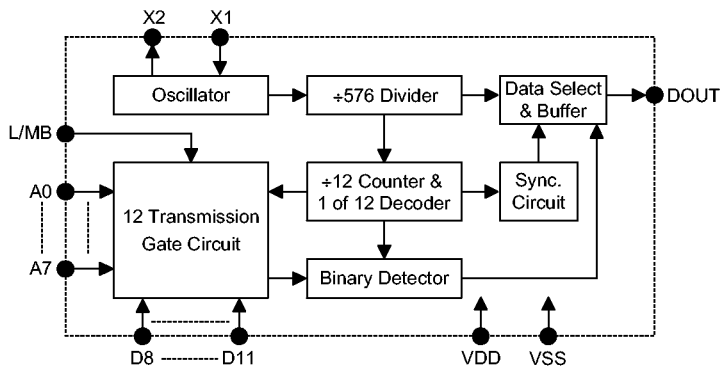 X2 X1
Oscillator
÷576 Divider
Data Select
& Buffer
DOUT
L/MB
A0
12 Transmission
Gate Circuit
÷12 Counter &
1 of 12 Decoder
Sync.
Circuit
A7
Binary Detector
D8 D11 VDD VSS